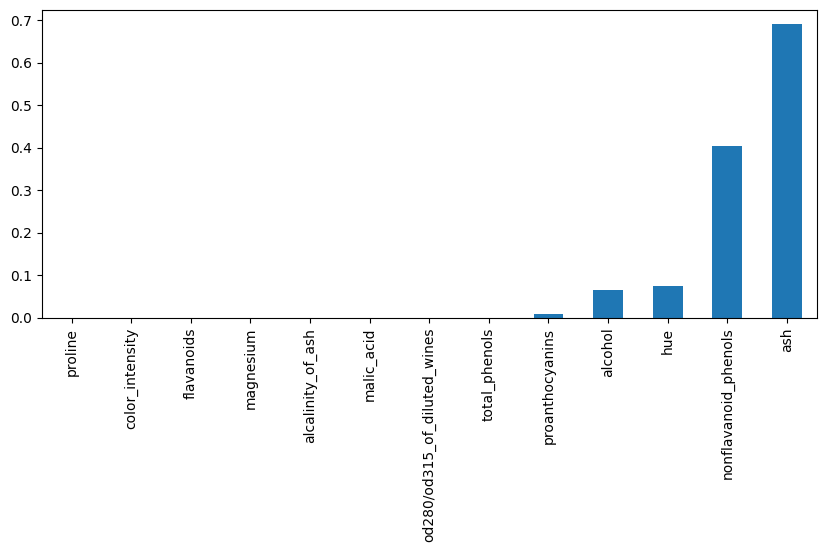 0.7
0.6
0.5
0.4
0.3
0.2
0.1
0.0
proline
color_intensity
flavanoids
magnesium
alcalinity_of_ash
malic_acid
od280/od315_of_diluted_wines
total_phenols
proanthocyanins
alcohol
hue
nonflavanoid_phenols
ash